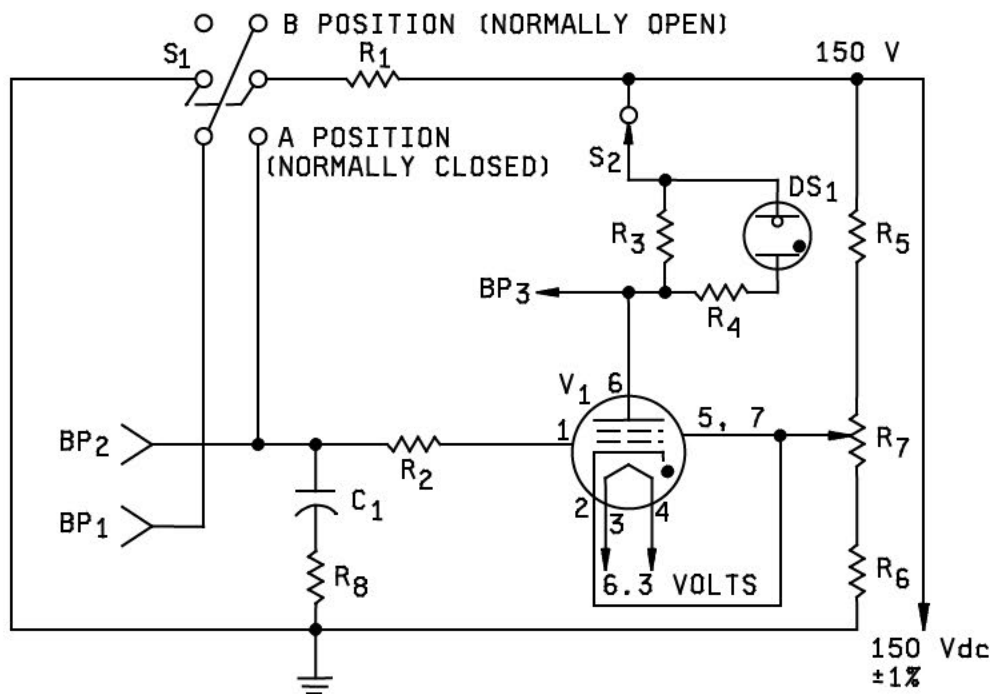 B POSITION (NORMALLY OPEN)
S1
R1
150 V
A POSITION
(NORMALLY CLOSED)
S2
DS1
R3
R5
BP3
R4
V1
6
1
5, 7
BP2
R2
R7
C1
2
3
4
BP1
R8
6.3 VOLTS
R6
150 Vdc
±1%